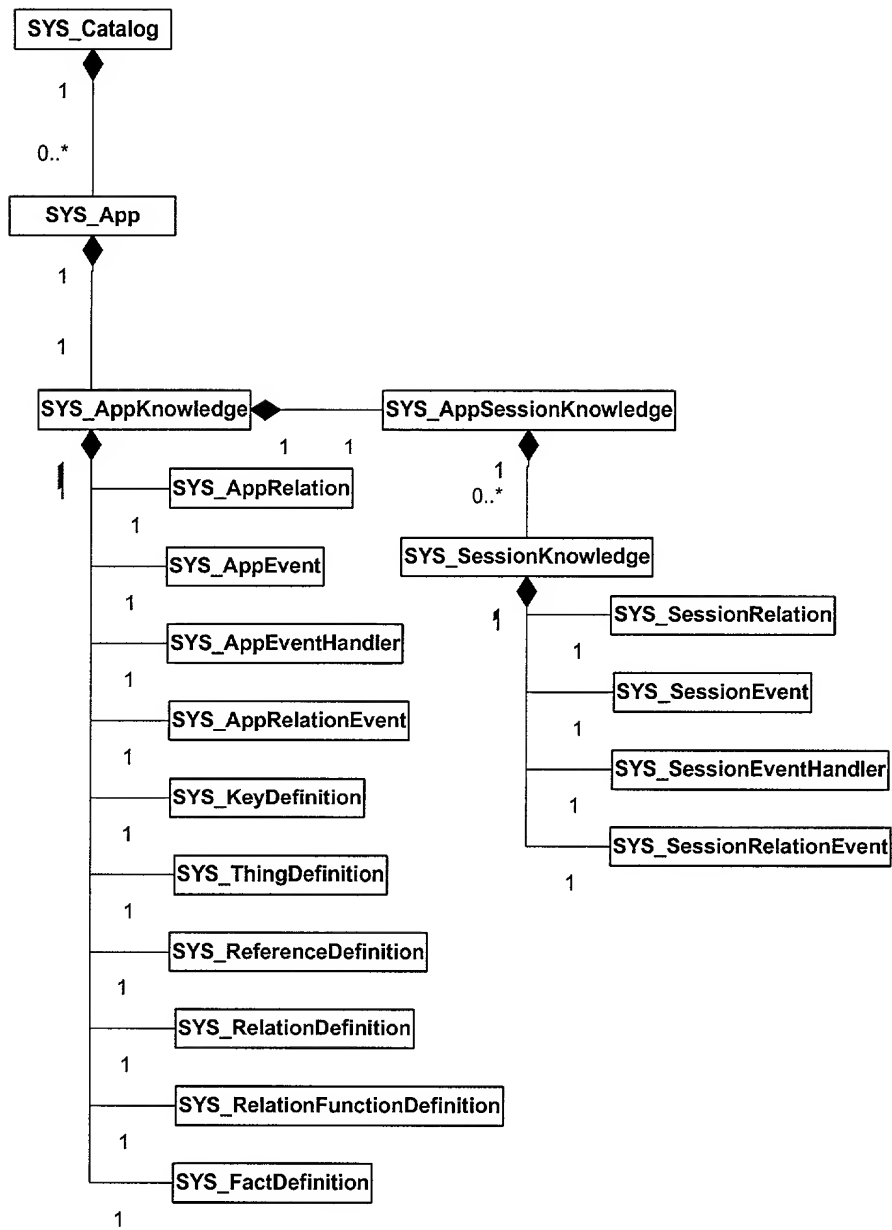 SYS_Catalog
1
0..*
SYS_App
1
1
SYS_AppKnowledge
SYS_AppSessionKnowledge
1
1
1
1
0..*
SYS_AppRelation
1
SYS_SessionKnowledge
SYS_AppEvent
1
1
SYS_SessionRelation
1
SYS_AppEventHandler
1
SYS_SessionEvent
1
SYS_AppRelationEvent
1
SYS_SessionEventHandler
1
SYS_KeyDefinition
1
SYS_SessionRelationEvent
1
SYS_ThingDefinition
1
SYS_ReferenceDefinition
1
SYS_RelationDefinition
1
SYS_RelationFunctionDefinition
1
SYS_FactDefinition
1